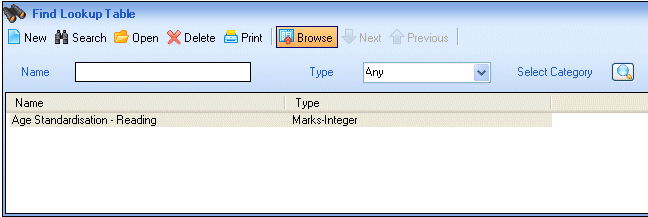 Find Lookup Table
New Search Open Delete Print Browse Next Previous
Name Type Any Select Category
Name Type
Age Standardisation - Reading Marks-Integer